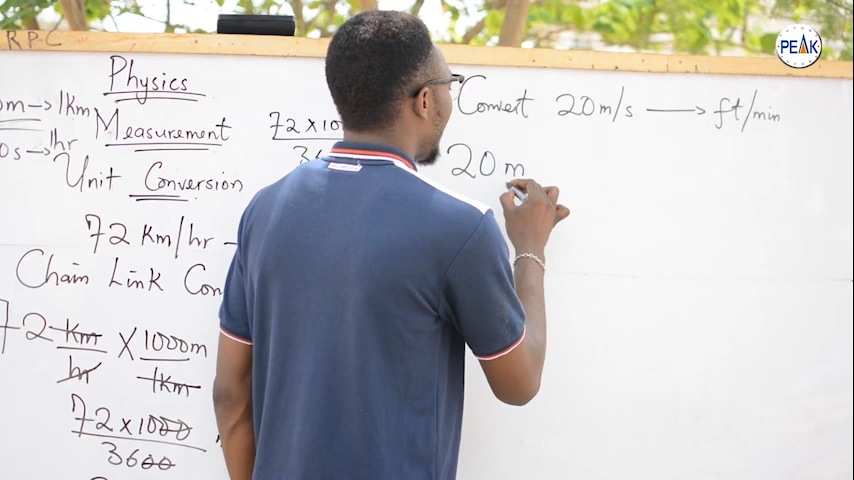 RPC
PEAK
Physics
Measurement
Unit Conversion
72 Km/hr
Chain Link Con
72 km/hr × 1000m/1km
72×1000/3600
m→1Km
s→1hr
72×10
36
Convert 20m/s → ft/min
20 m